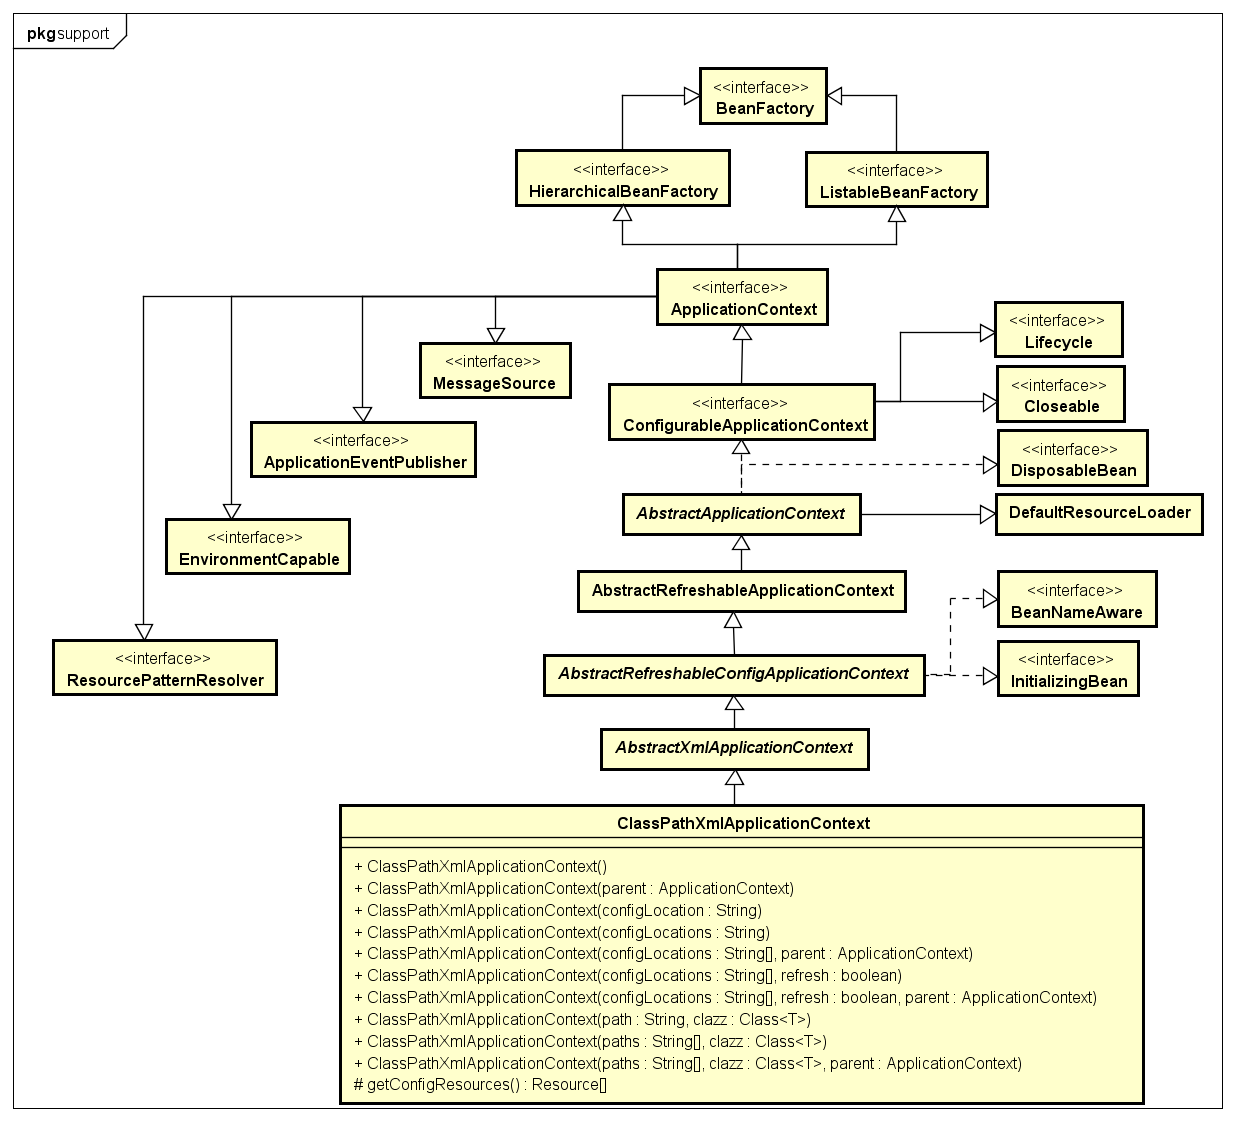 pkg support
<<interface>>
BeanFactory
<<interface>>
HierarchicalBeanFactory
<<interface>>
ListableBeanFactory
<<interface>>
ApplicationContext
<<interface>>
Lifecycle
<<interface>>
MessageSource
<<interface>>
Closeable
<<interface>>
ConfigurableApplicationContext
<<interface>>
ApplicationEventPublisher
<<interface>>
DisposableBean
AbstractApplicationContext
DefaultResourceLoader
<<interface>>
EnvironmentCapable
AbstractRefreshableApplicationContext
<<interface>>
BeanNameAware
<<interface>>
ResourcePatternResolver
AbstractRefreshableConfigApplicationContext
<<interface>>
InitializingBean
AbstractXmlApplicationContext
ClassPathXmlApplicationContext
+ ClassPathXmlApplicationContext()
+ ClassPathXmlApplicationContext(parent : ApplicationContext)
+ ClassPathXmlApplicationContext(configLocation : String)
+ ClassPathXmlApplicationContext(configLocations : String)
+ ClassPathXmlApplicationContext(configLocations : String[], parent : ApplicationContext)
+ ClassPathXmlApplicationContext(configLocations : String[], refresh : boolean)
+ ClassPathXmlApplicationContext(configLocations : String[], refresh : boolean, parent : ApplicationContext)
+ ClassPathXmlApplicationContext(path : String, clazz : Class<T>)
+ ClassPathXmlApplicationContext(paths : String[], clazz : Class<T>)
+ ClassPathXmlApplicationContext(paths : String[], clazz : Class<T>, parent : ApplicationContext)
# getConfigResources() : Resource[]